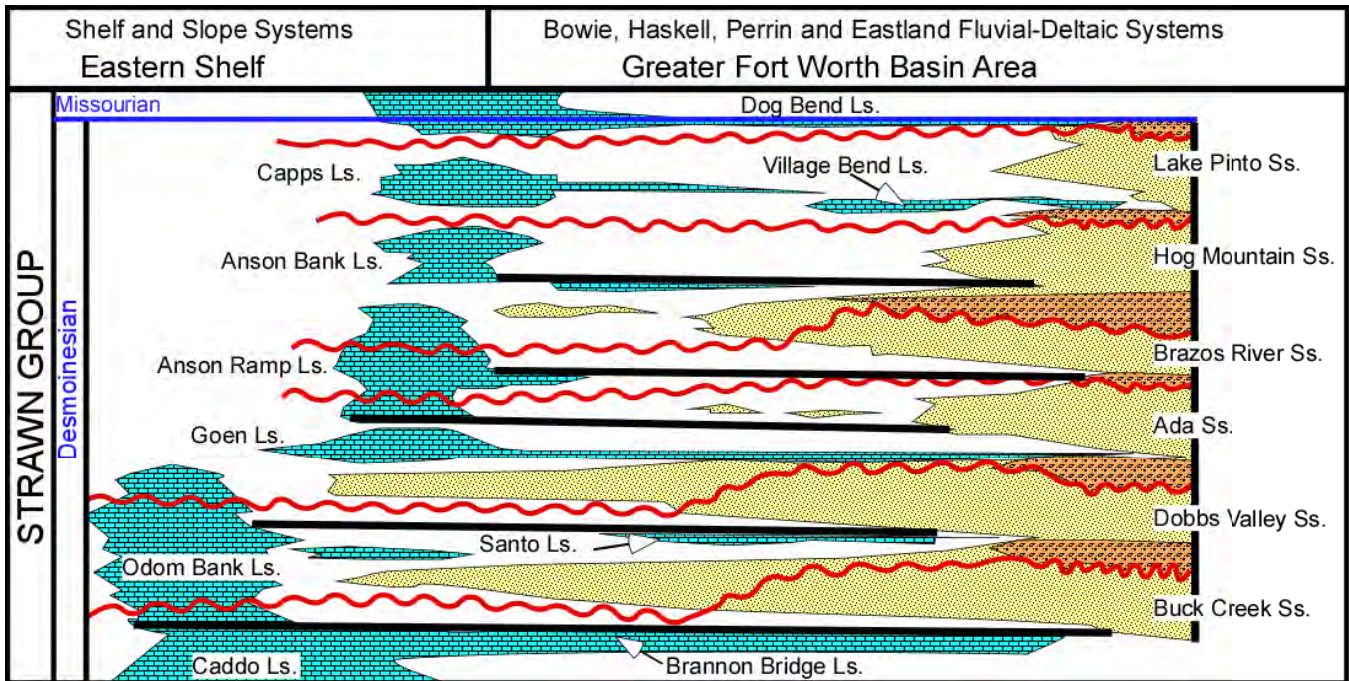 Shelf and Slope Systems
Eastern Shelf
Bowie, Haskell, Perrin and Eastland Fluvial-Deltaic Systems
Greater Fort Worth Basin Area
STRAWN GROUP
Missourian
Desmoinesian
Dog Bend Ls.
Capps Ls.
Village Bend Ls.
Lake Pinto Ss.
Anson Bank Ls.
Hog Mountain Ss.
Anson Ramp Ls.
Brazos River Ss.
Goen Ls.
Ada Ss.
Santo Ls.
Dobbs Valley Ss.
Odom Bank Ls.
Buck Creek Ss.
Caddo Ls.
Brannon Bridge Ls.